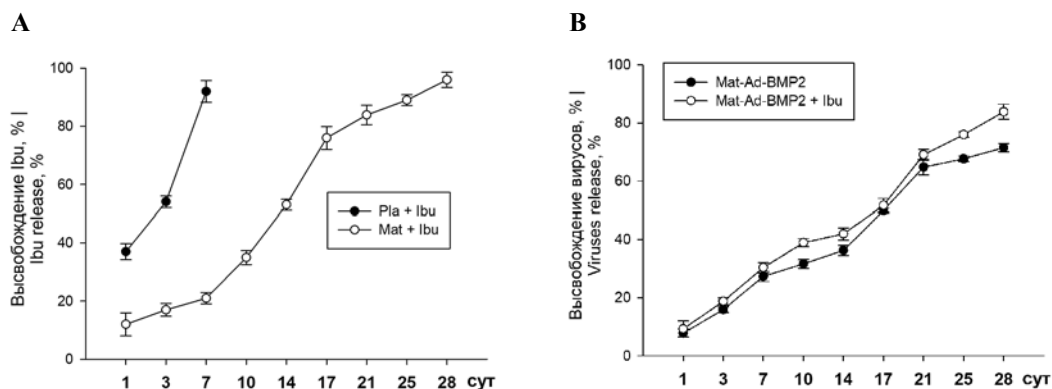 A
Высвобождение Ibu, % |
Ibu release, %
100
80
60
40
20
0
Pla + Ibu
Mat + Ibu
1 3 7 10 14 17 21 25 28 сут
B
Высвобождение вирусов, % |
Viruses release, %
100
80
60
40
20
0
Mat-Ad-BMP2
Mat-Ad-BMP2 + Ibu
1 3 7 10 14 17 21 25 28 сут